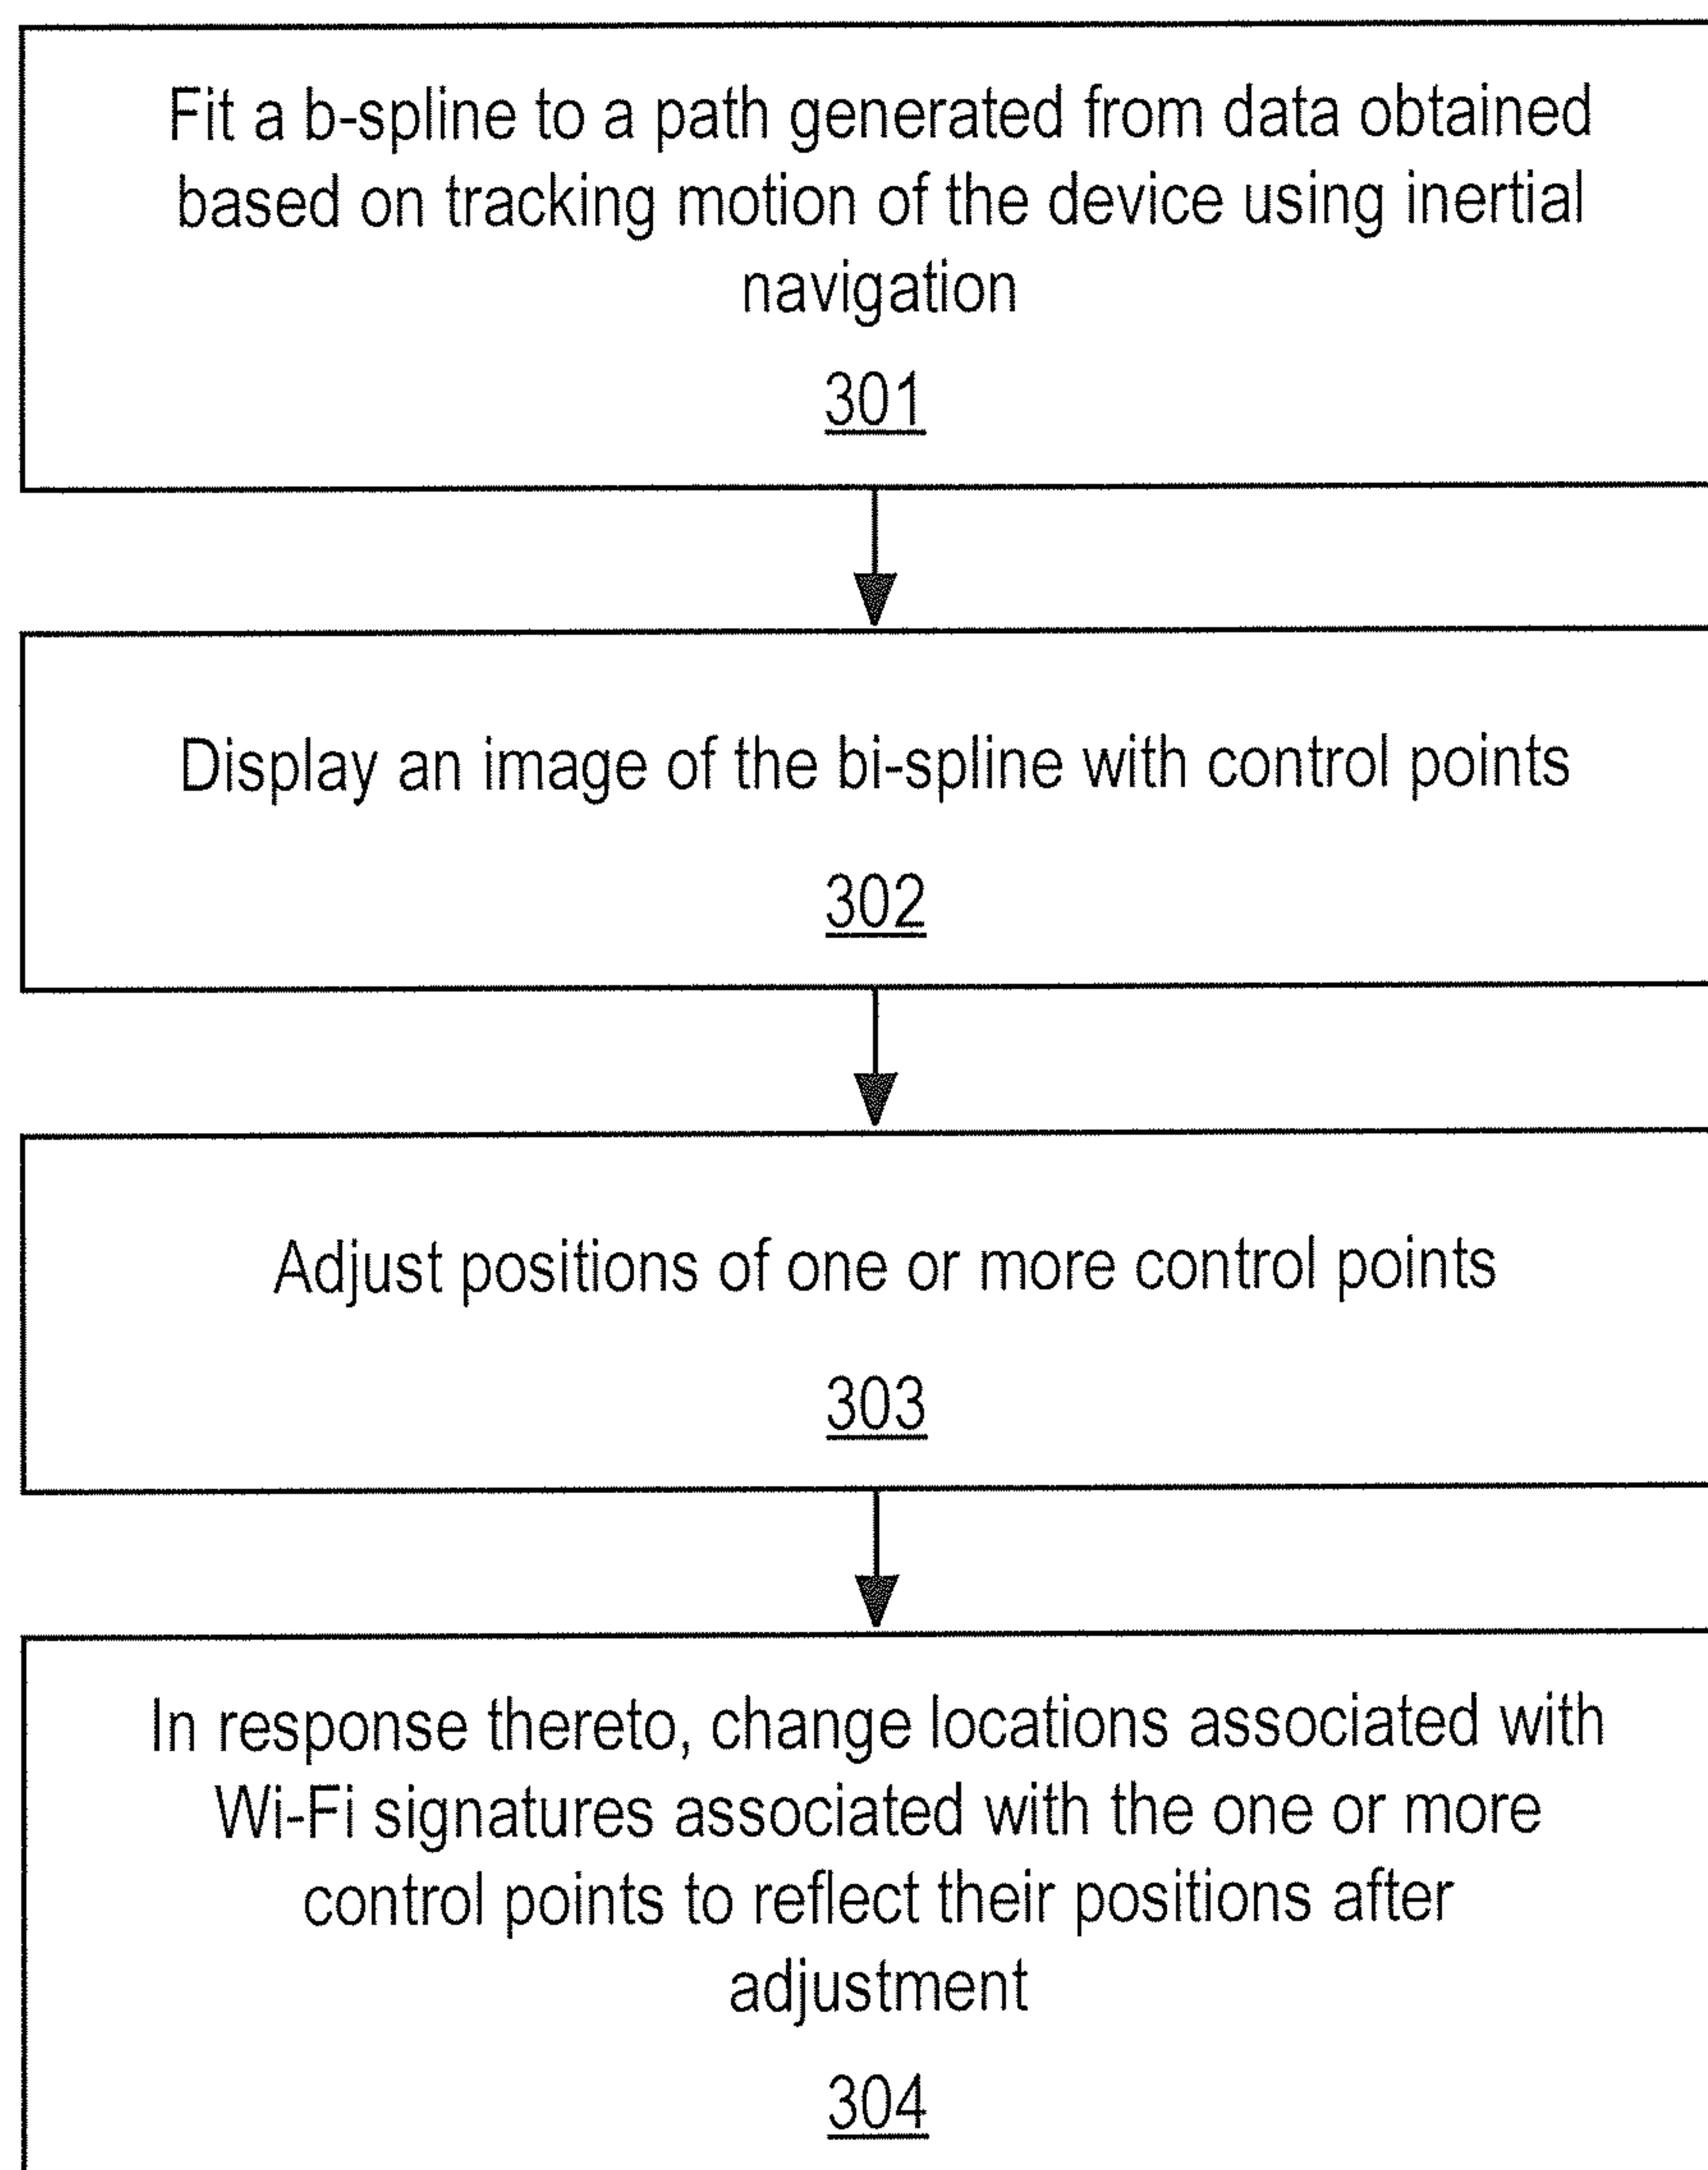 Fit a b-spline to a path generated from data obtained
based on tracking motion of the device using inertial
navigation
301
Display an image of the bi-spline with control points
302
Adjust positions of one or more control points
303
In response thereto, change locations associated with
Wi-Fi signatures associated with the one or more
control points to reflect their positions after
adjustment
304